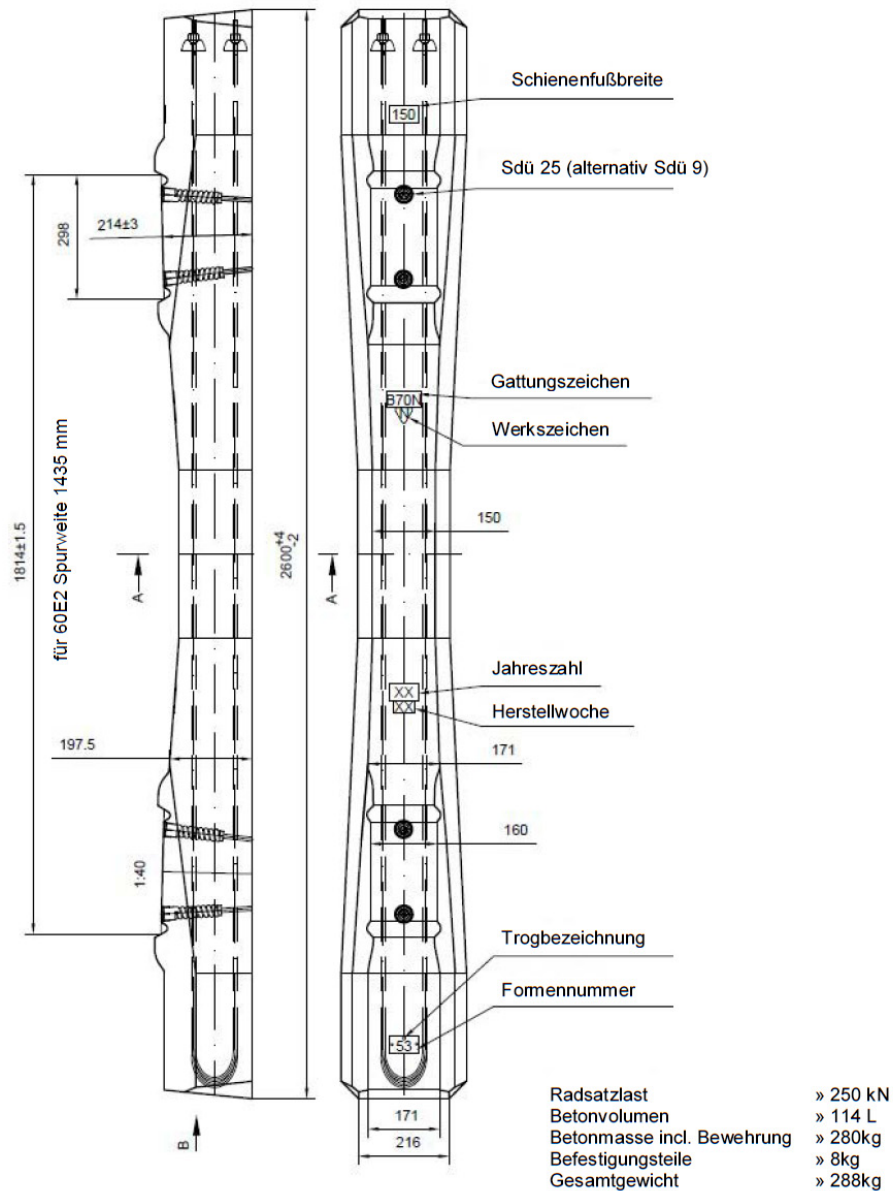 Schienenfußbreite
150
Sdü 25 (alternativ Sdü 9)
214±3
298
Gattungszeichen
B70N
N
Werkszeichen
für 60E2 Spurweite 1435 mm
1814±1.5
2600+4-2
150
A
A
Jahreszahl
XX
XX
Herstellwoche
197.5
171
160
1:40
Trogbezeichnung
Formennummer
53
171
216
B
Radsatzlast » 250 kN
Betonvolumen » 114 L
Betonmasse incl. Bewehrung » 280kg
Befestigungsteile » 8kg
Gesamtgewicht » 288kg